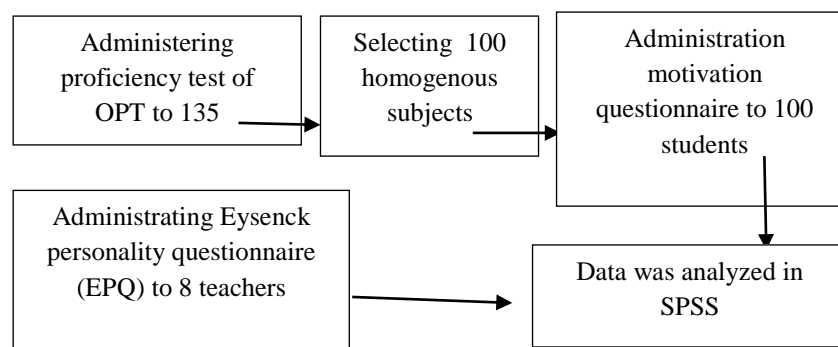 Administering
proficiency test of
OPT to 135
Selecting 100
homogenous
subjects
Administration
motivation
questionnaire to 100
students
Administrating Eysenck
personality questionnaire
(EPQ) to 8 teachers
Data was analyzed in
SPSS